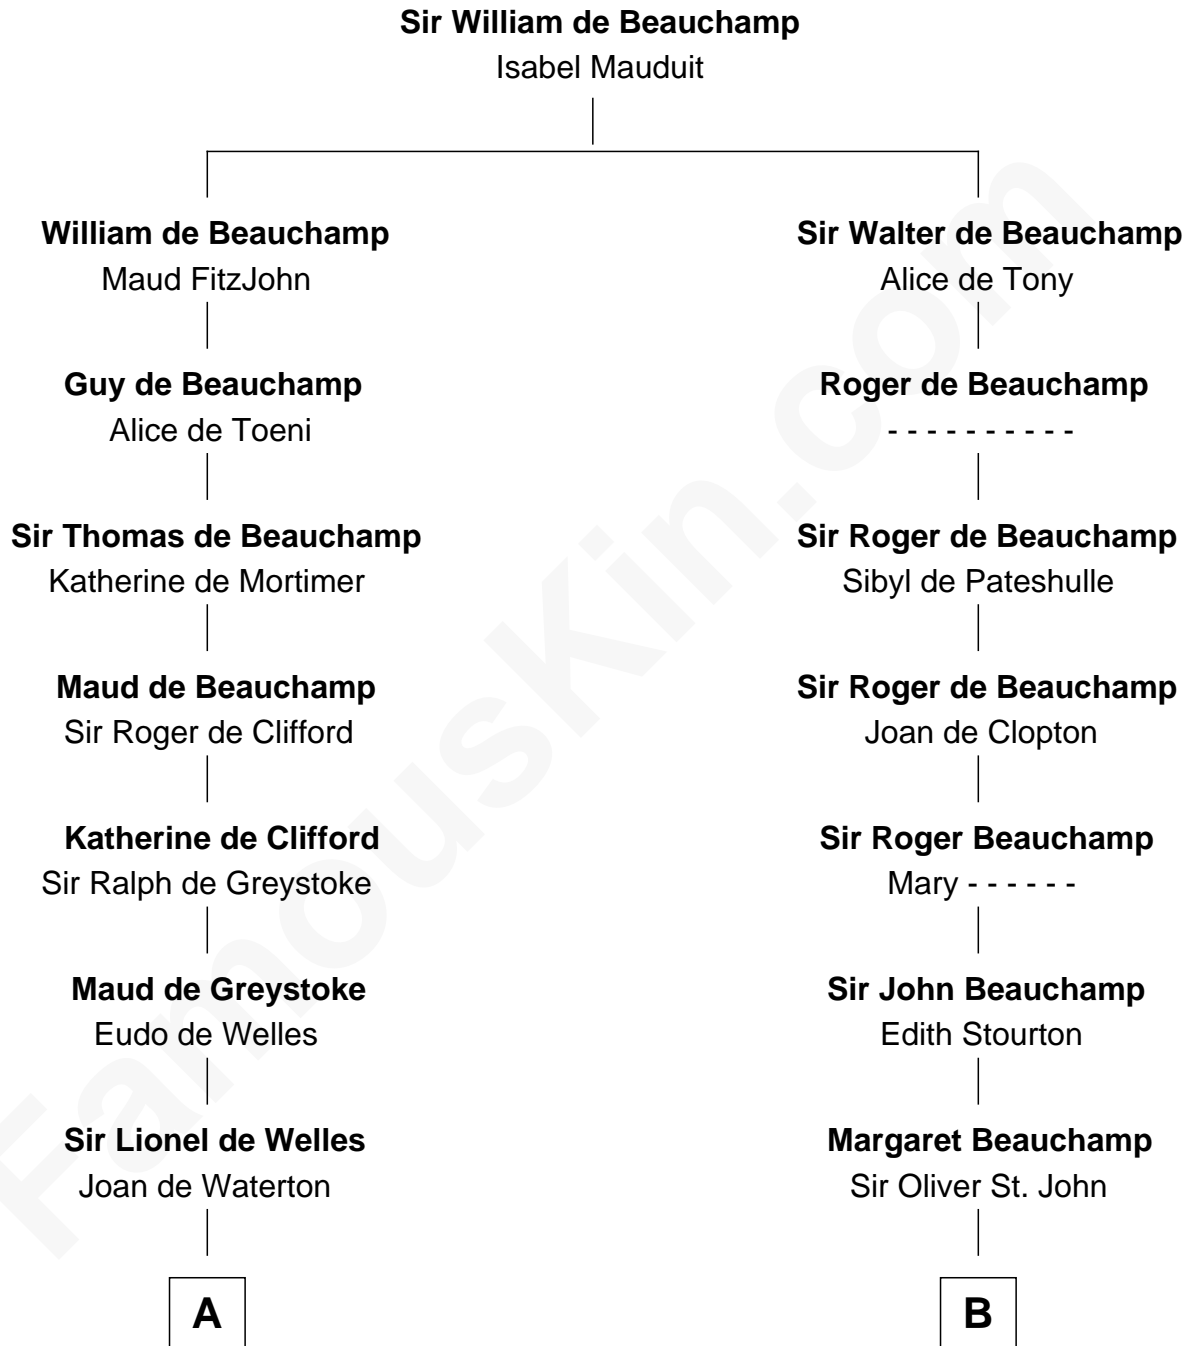 Sir William de Beauchamp
Isabel Mauduit
William de Beauchamp
Maud FitzJohn
Sir Walter de Beauchamp
Alice de Tony
Guy de Beauchamp
Alice de Toeni
Roger de Beauchamp
- - - - - - - - - -
Sir Thomas de Beauchamp
Katherine de Mortimer
Sir Roger de Beauchamp
Sibyl de Pateshulle
Maud de Beauchamp
Sir Roger de Clifford
Sir Roger de Beauchamp
Joan de Clopton
Katherine de Clifford
Sir Ralph de Greystoke
Sir Roger Beauchamp
Mary - - - - - -
Maud de Greystoke
Eudo de Welles
Sir John Beauchamp
Edith Stourton
Sir Lionel de Welles
Joan de Waterton
Margaret Beauchamp
Sir Oliver St. John
A
B
FamousKin.com